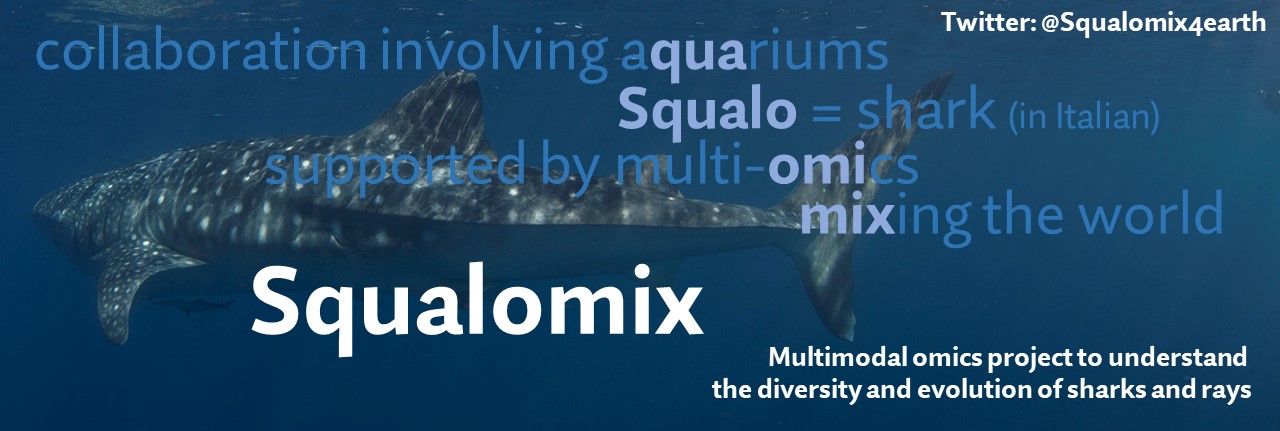 Twitter: @Squalomix4earth
collaboration involving aquariums
Squalo = shark (in Italian)
supported by multi-omics
mixing the world
Squalomix
Multimodal omics project to understand
the diversity and evolution of sharks and rays